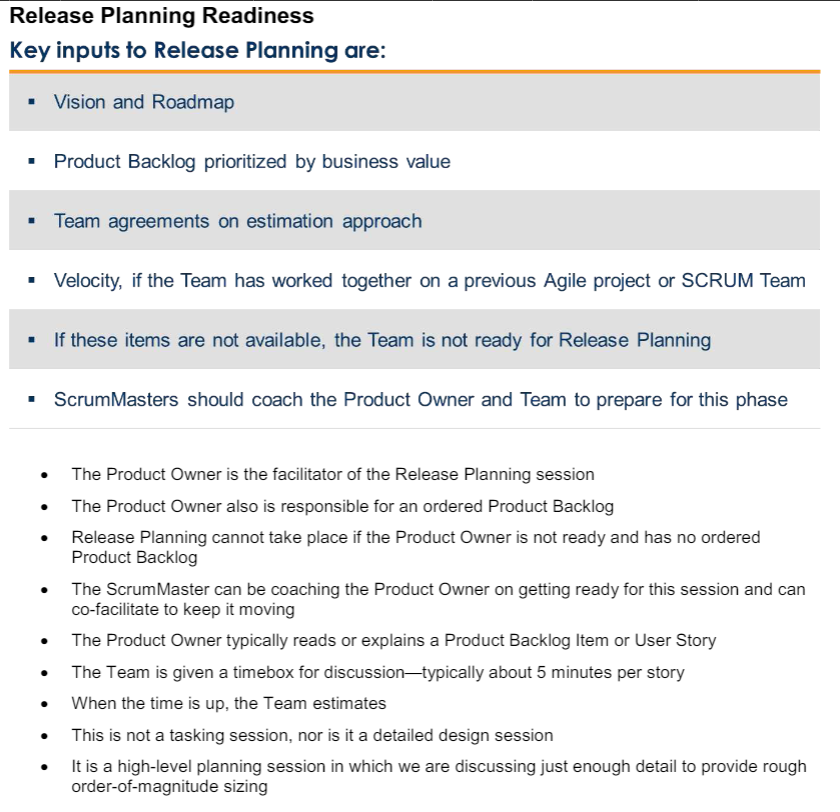 Release Planning Readiness
Key inputs to Release Planning are:
▪ Vision and Roadmap
▪ Product Backlog prioritized by business value
▪ Team agreements on estimation approach
▪ Velocity, if the Team has worked together on a previous Agile project or SCRUM Team
▪ If these items are not available, the Team is not ready for Release Planning
▪ ScrumMasters should coach the Product Owner and Team to prepare for this phase
• The Product Owner is the facilitator of the Release Planning session
• The Product Owner also is responsible for an ordered Product Backlog
• Release Planning cannot take place if the Product Owner is not ready and has no ordered
Product Backlog
• The ScrumMaster can be coaching the Product Owner on getting ready for this session and can
co-facilitate to keep it moving
• The Product Owner typically reads or explains a Product Backlog Item or User Story
• The Team is given a timebox for discussion—typically about 5 minutes per story
• When the time is up, the Team estimates
• This is not a tasking session, nor is it a detailed design session
• It is a high-level planning session in which we are discussing just enough detail to provide rough
order-of-magnitude sizing